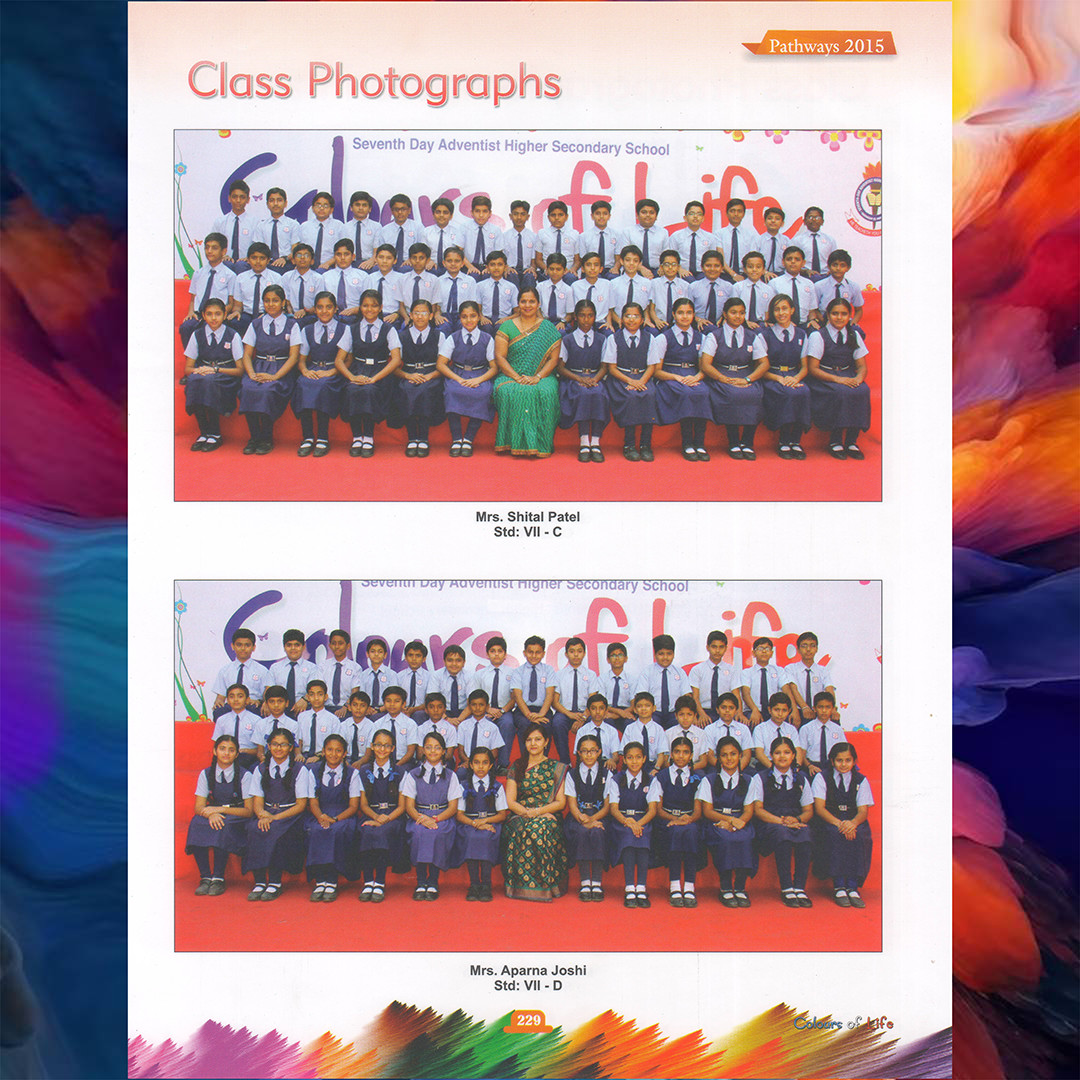 Pathways 2015
Class Photographs
Seventh Day Adventist Higher Secondary School
Colours of Life
Mrs. Shital Patel
Std: VII - C
Seventh Day Adventist Higher Secondary School
Colours of Life
Mrs. Aparna Joshi
Std: VII - D
229
Colours of Life